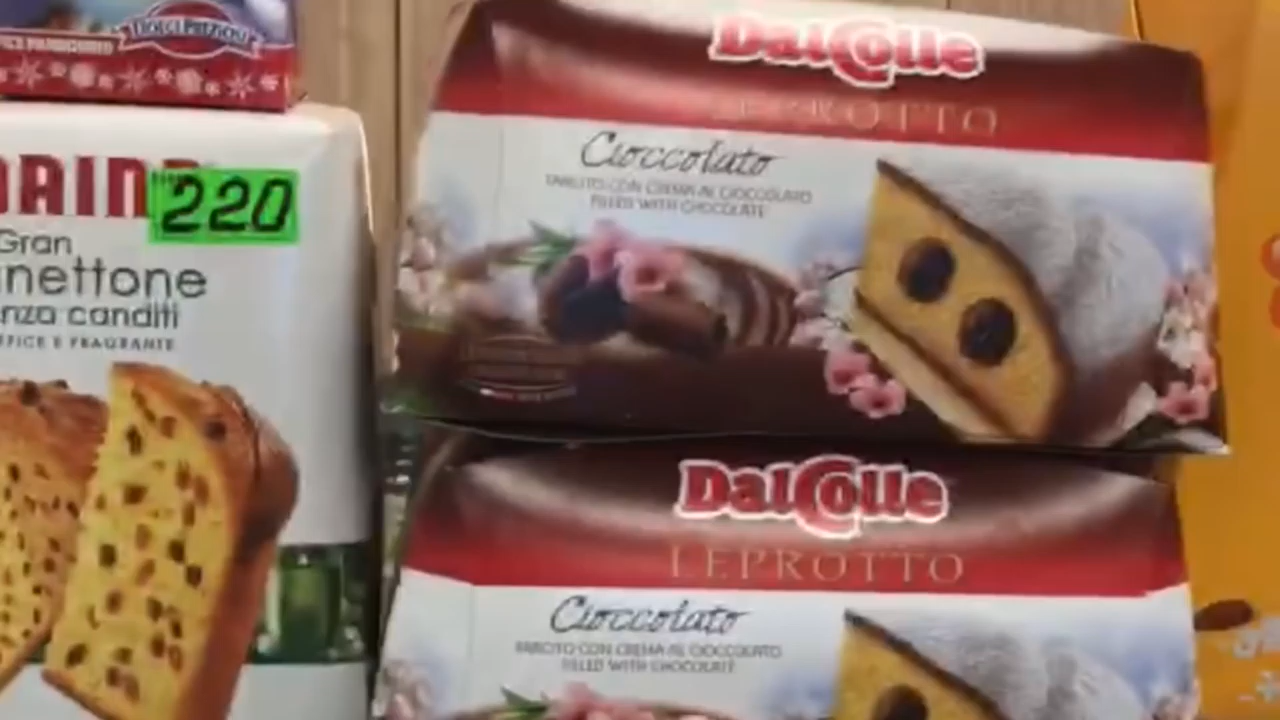 DOLCI PREZIOSI
220
Gran
nettone
nza canditi
FFICE E FRAGRANTE
DalColle
LEPROTTO
Cioccolato
FARCITO CON CREMA AL CIOCCOLATO
FILLED WITH CHOCOLATE
DalColle
LEPROTTO
Cioccolato
FARCITO CON CREMA AL CIOCCOLATO
FILLED WITH CHOCOLATE